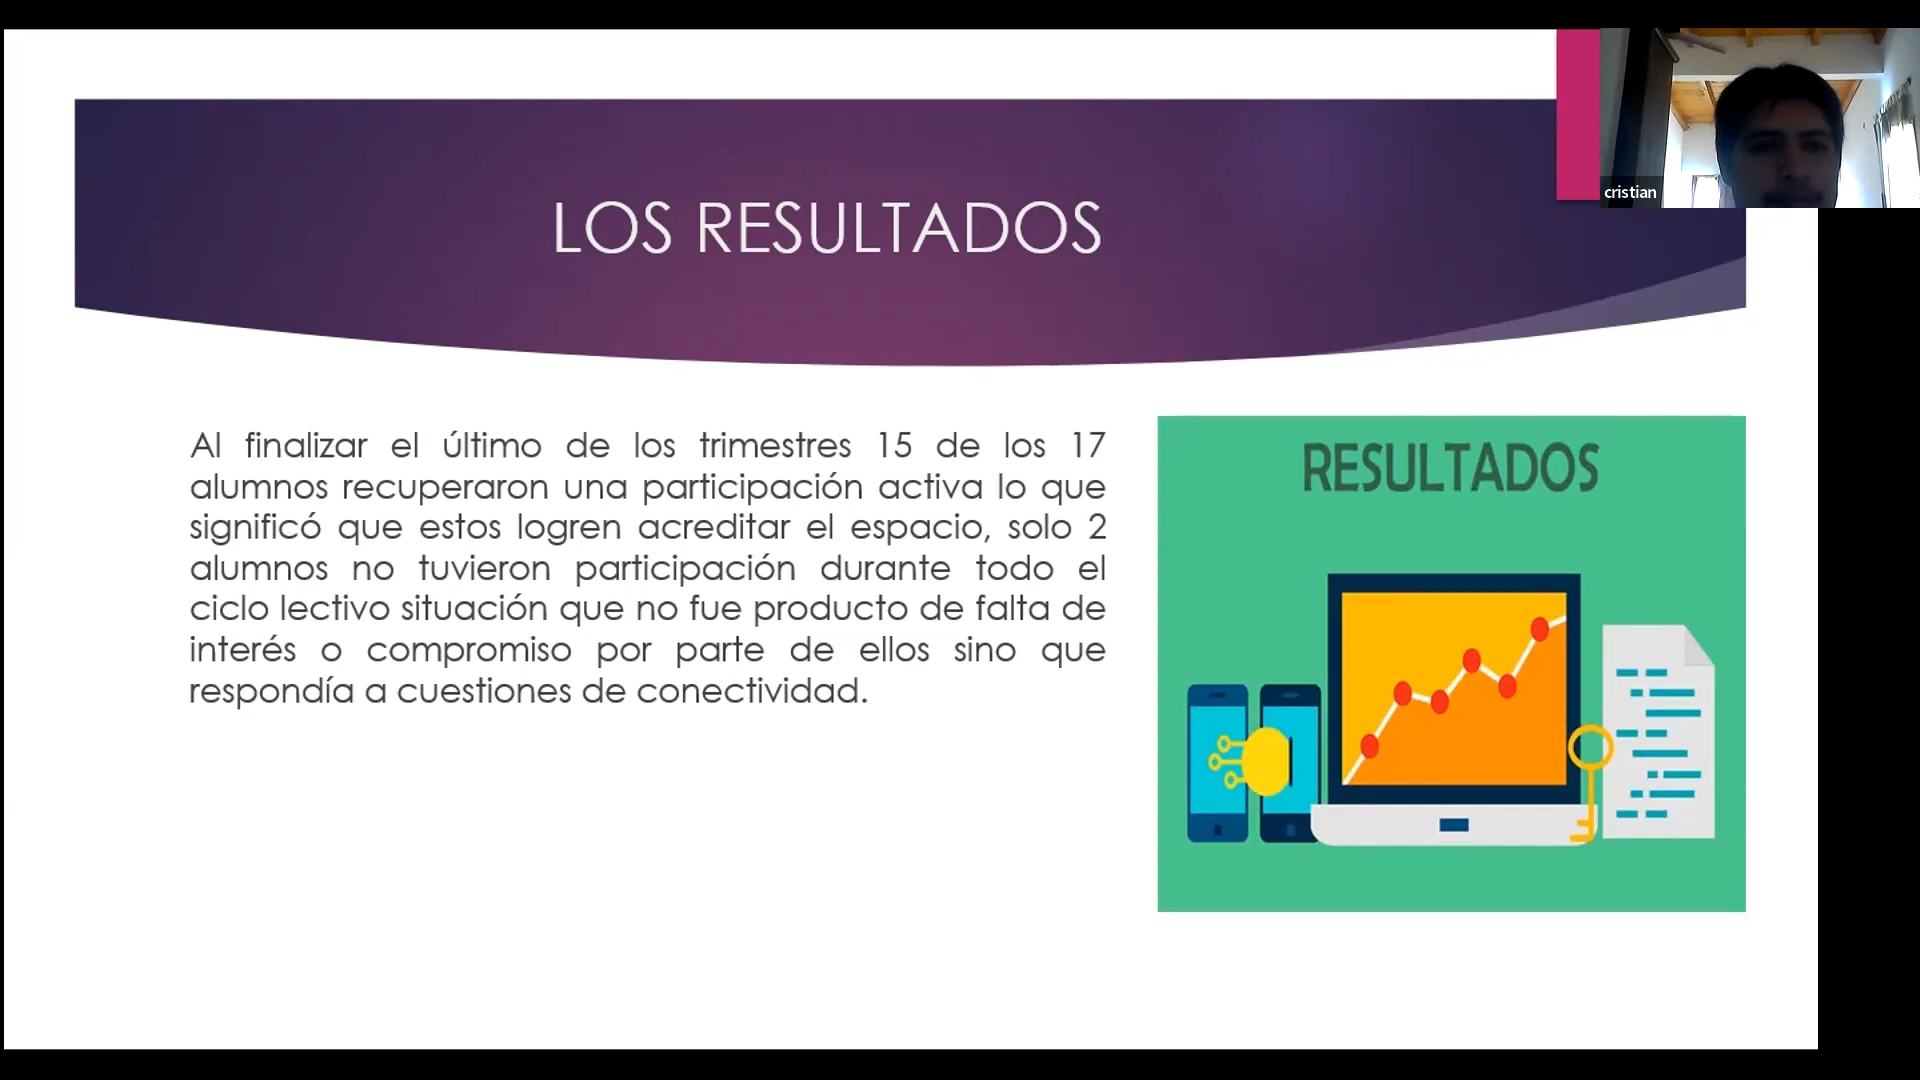 cristian
LOS RESULTADOS
Al finalizar el último de los trimestres 15 de los 17
alumnos recuperaron una participación activa lo que
significó que estos logren acreditar el espacio, solo 2
alumnos no tuvieron participación durante todo el
ciclo lectivo situación que no fue producto de falta de
interés o compromiso por parte de ellos sino que
respondía a cuestiones de conectividad.
RESULTADOS